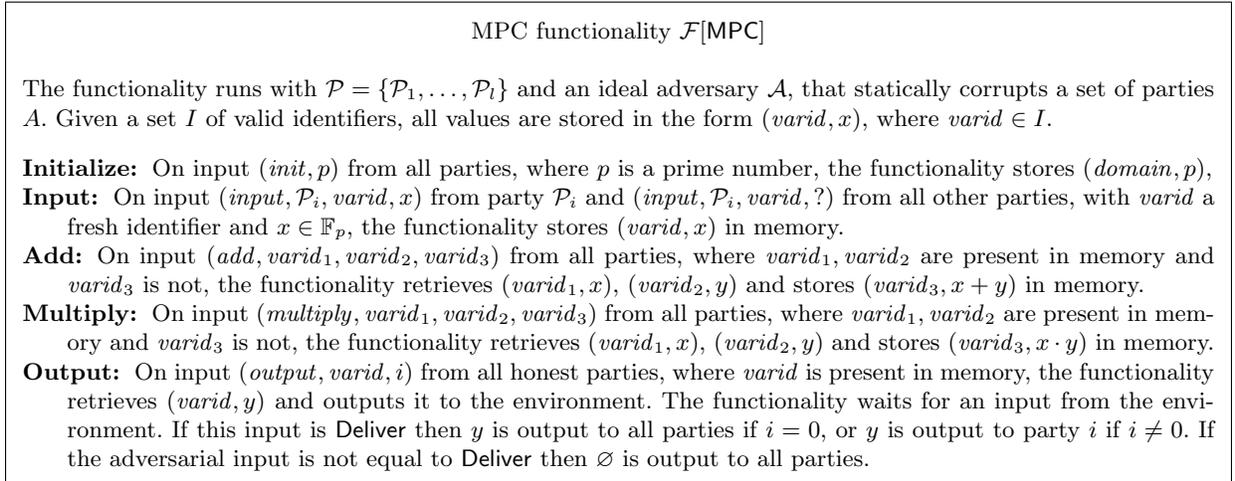 MPC functionality ℱ[MPC]
The functionality runs with 𝒫 = {𝒫₁, . . . , 𝒫ₗ} and an ideal adversary 𝒜, that statically corrupts a set of parties
A. Given a set I of valid identifiers, all values are stored in the form (varid, x), where varid ∈ I.
Initialize: On input (init, p) from all parties, where p is a prime number, the functionality stores (domain, p),
Input: On input (input, 𝒫ᵢ, varid, x) from party 𝒫ᵢ and (input, 𝒫ᵢ, varid, ?) from all other parties, with varid a
fresh identifier and x ∈ 𝔽ₚ, the functionality stores (varid, x) in memory.
Add: On input (add, varid₁, varid₂, varid₃) from all parties, where varid₁, varid₂ are present in memory and
varid₃ is not, the functionality retrieves (varid₁, x), (varid₂, y) and stores (varid₃, x + y) in memory.
Multiply: On input (multiply, varid₁, varid₂, varid₃) from all parties, where varid₁, varid₂ are present in mem-
ory and varid₃ is not, the functionality retrieves (varid₁, x), (varid₂, y) and stores (varid₃, x · y) in memory.
Output: On input (output, varid, i) from all honest parties, where varid is present in memory, the functionality
retrieves (varid, y) and outputs it to the environment. The functionality waits for an input from the envi-
ronment. If this input is Deliver then y is output to all parties if i = 0, or y is output to party i if i ≠ 0. If
the adversarial input is not equal to Deliver then ∅ is output to all parties.